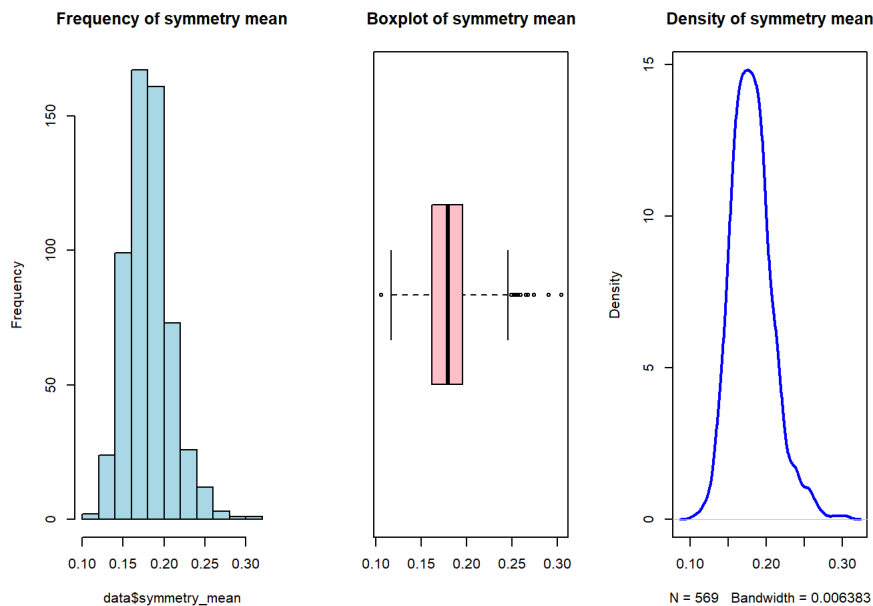 Frequency of symmetry mean
Frequency
150
100
50
0
0.10 0.15 0.20 0.25 0.30
data$symmetry_mean
Boxplot of symmetry mean
0.10 0.15 0.20 0.25 0.30
Density of symmetry mean
Density
15
10
5
0
0.10 0.20 0.30
N = 569 Bandwidth = 0.006383